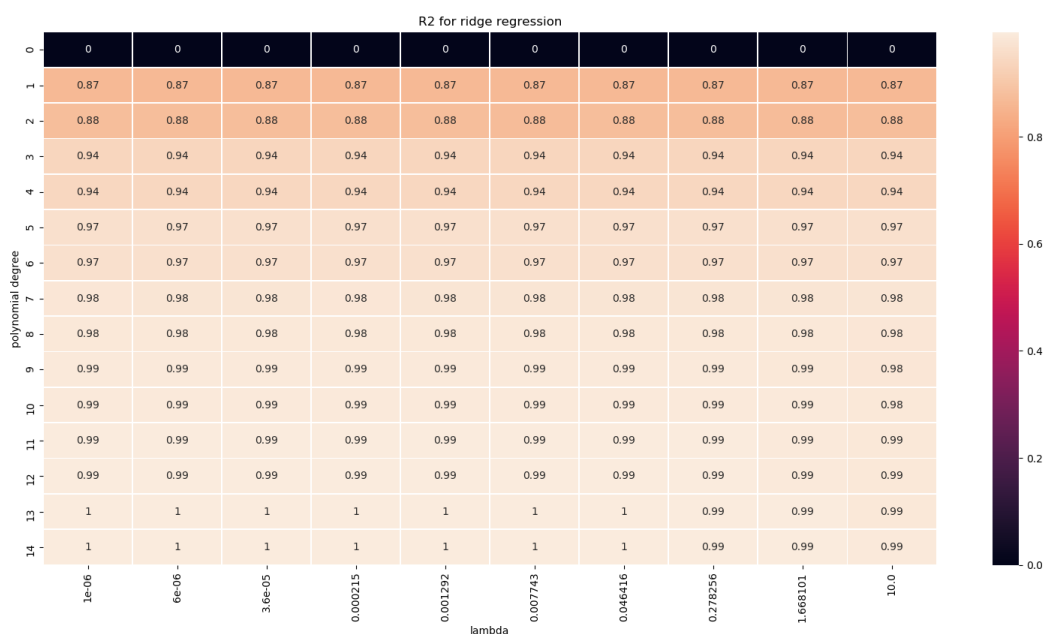 R2 for ridge regression
0 0 0 0 0 0 0 0 0 0 0
1 0.87 0.87 0.87 0.87 0.87 0.87 0.87 0.87 0.87 0.87
2 0.88 0.88 0.88 0.88 0.88 0.88 0.88 0.88 0.88 0.88
3 0.94 0.94 0.94 0.94 0.94 0.94 0.94 0.94 0.94 0.94
4 0.94 0.94 0.94 0.94 0.94 0.94 0.94 0.94 0.94 0.94
5 0.97 0.97 0.97 0.97 0.97 0.97 0.97 0.97 0.97 0.97
6 0.97 0.97 0.97 0.97 0.97 0.97 0.97 0.97 0.97 0.97
7 0.98 0.98 0.98 0.98 0.98 0.98 0.98 0.98 0.98 0.98
8 0.98 0.98 0.98 0.98 0.98 0.98 0.98 0.98 0.98 0.98
9 0.99 0.99 0.99 0.99 0.99 0.99 0.99 0.99 0.99 0.98
10 0.99 0.99 0.99 0.99 0.99 0.99 0.99 0.99 0.99 0.98
11 0.99 0.99 0.99 0.99 0.99 0.99 0.99 0.99 0.99 0.99
12 0.99 0.99 0.99 0.99 0.99 0.99 0.99 0.99 0.99 0.99
13 1 1 1 1 1 1 1 0.99 0.99 0.99
14 1 1 1 1 1 1 1 0.99 0.99 0.99
polynomial degree
1e-06 6e-06 3.6e-05 0.000215 0.001292 0.007743 0.046416 0.278256 1.668101 10.0
lambda
0.8
0.6
0.4
0.2
0.0